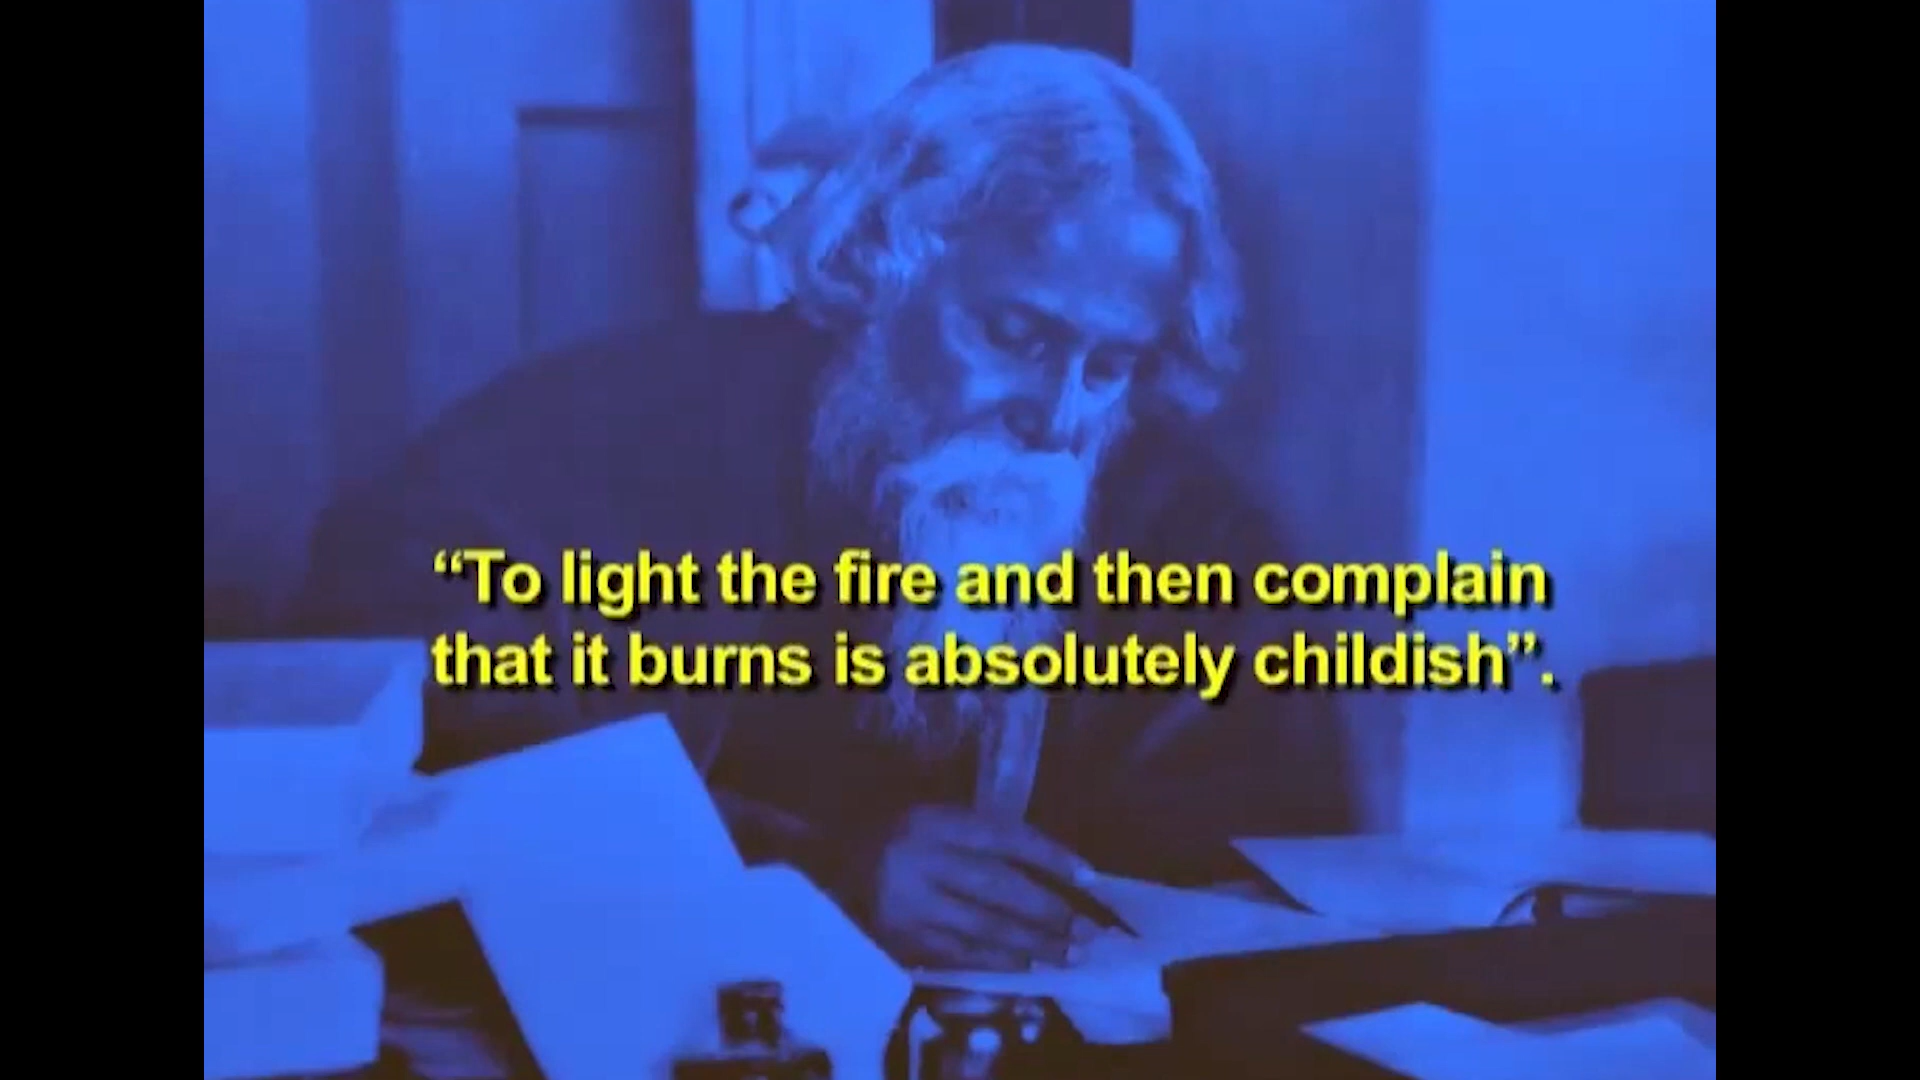 “To light the fire and then complain
that it burns is absolutely childish”.